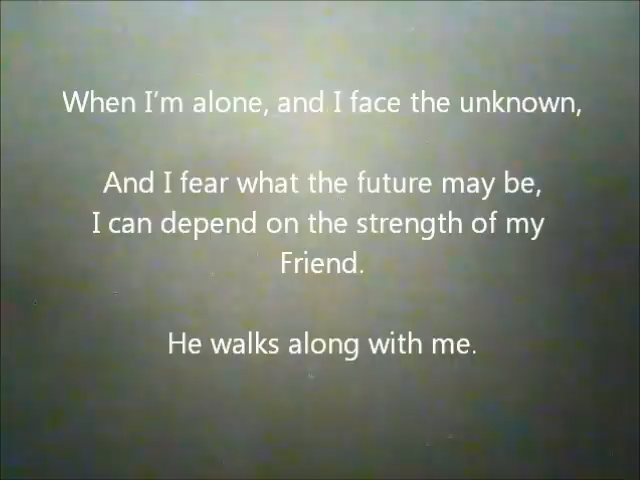 When I'm alone, and I face the unknown,
And I fear what the future may be,
I can depend on the strength of my
Friend.
He walks along with me.